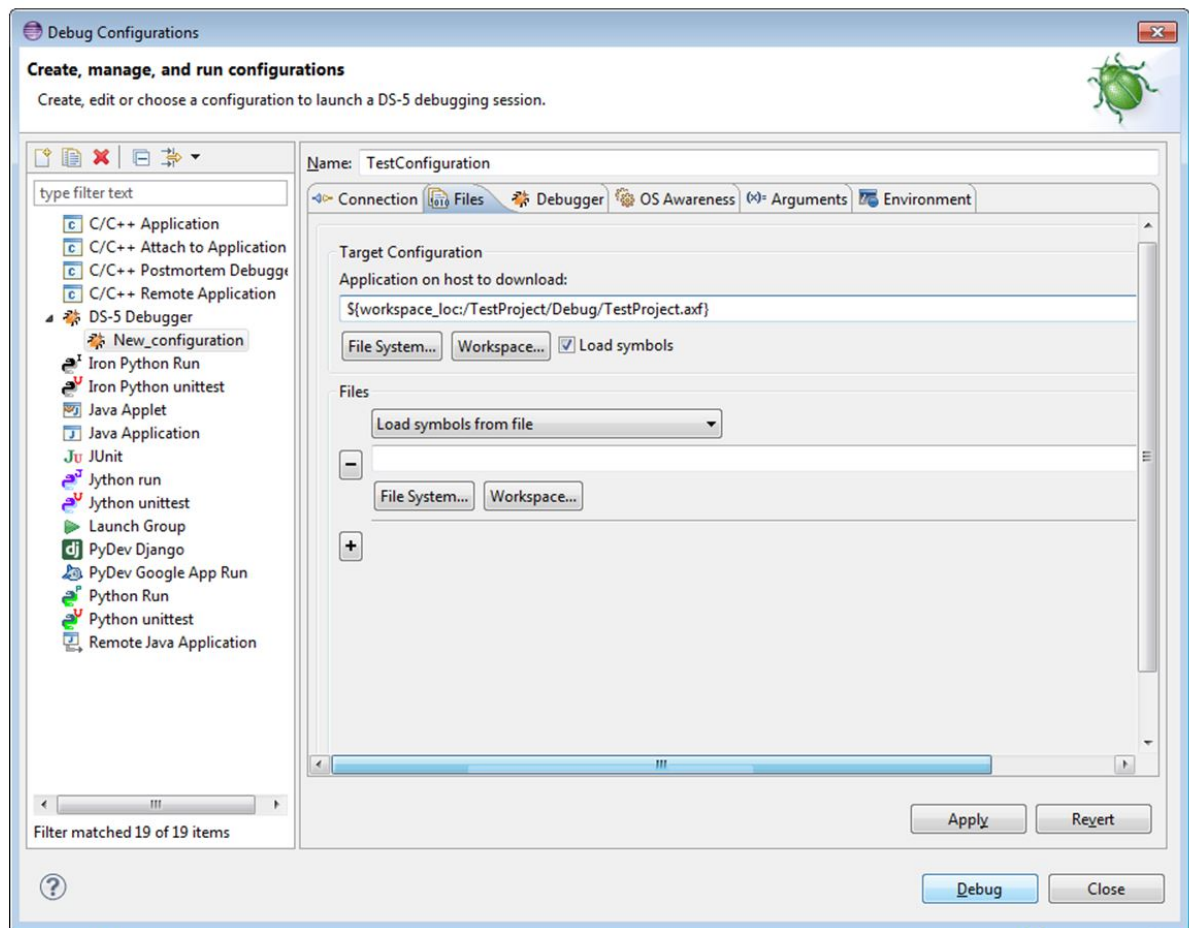 Debug Configurations
Create, manage, and run configurations
Create, edit or choose a configuration to launch a DS-5 debugging session.
type filter text
C/C++ Application
C/C++ Attach to Application
C/C++ Postmortem Debugge
C/C++ Remote Application
DS-5 Debugger
New_configuration
Iron Python Run
Iron Python unittest
Java Applet
Java Application
JUnit
Jython run
Jython unittest
Launch Group
PyDev Django
PyDev Google App Run
Python Run
Python unittest
Remote Java Application
Filter matched 19 of 19 items
Name: TestConfiguration
Connection Files Debugger OS Awareness Arguments Environment
Target Configuration
Application on host to download:
${workspace_loc:/TestProject/Debug/TestProject.axf}
File System... Workspace... Load symbols
Files
Load symbols from file
File System... Workspace...
Apply Revert
Debug Close